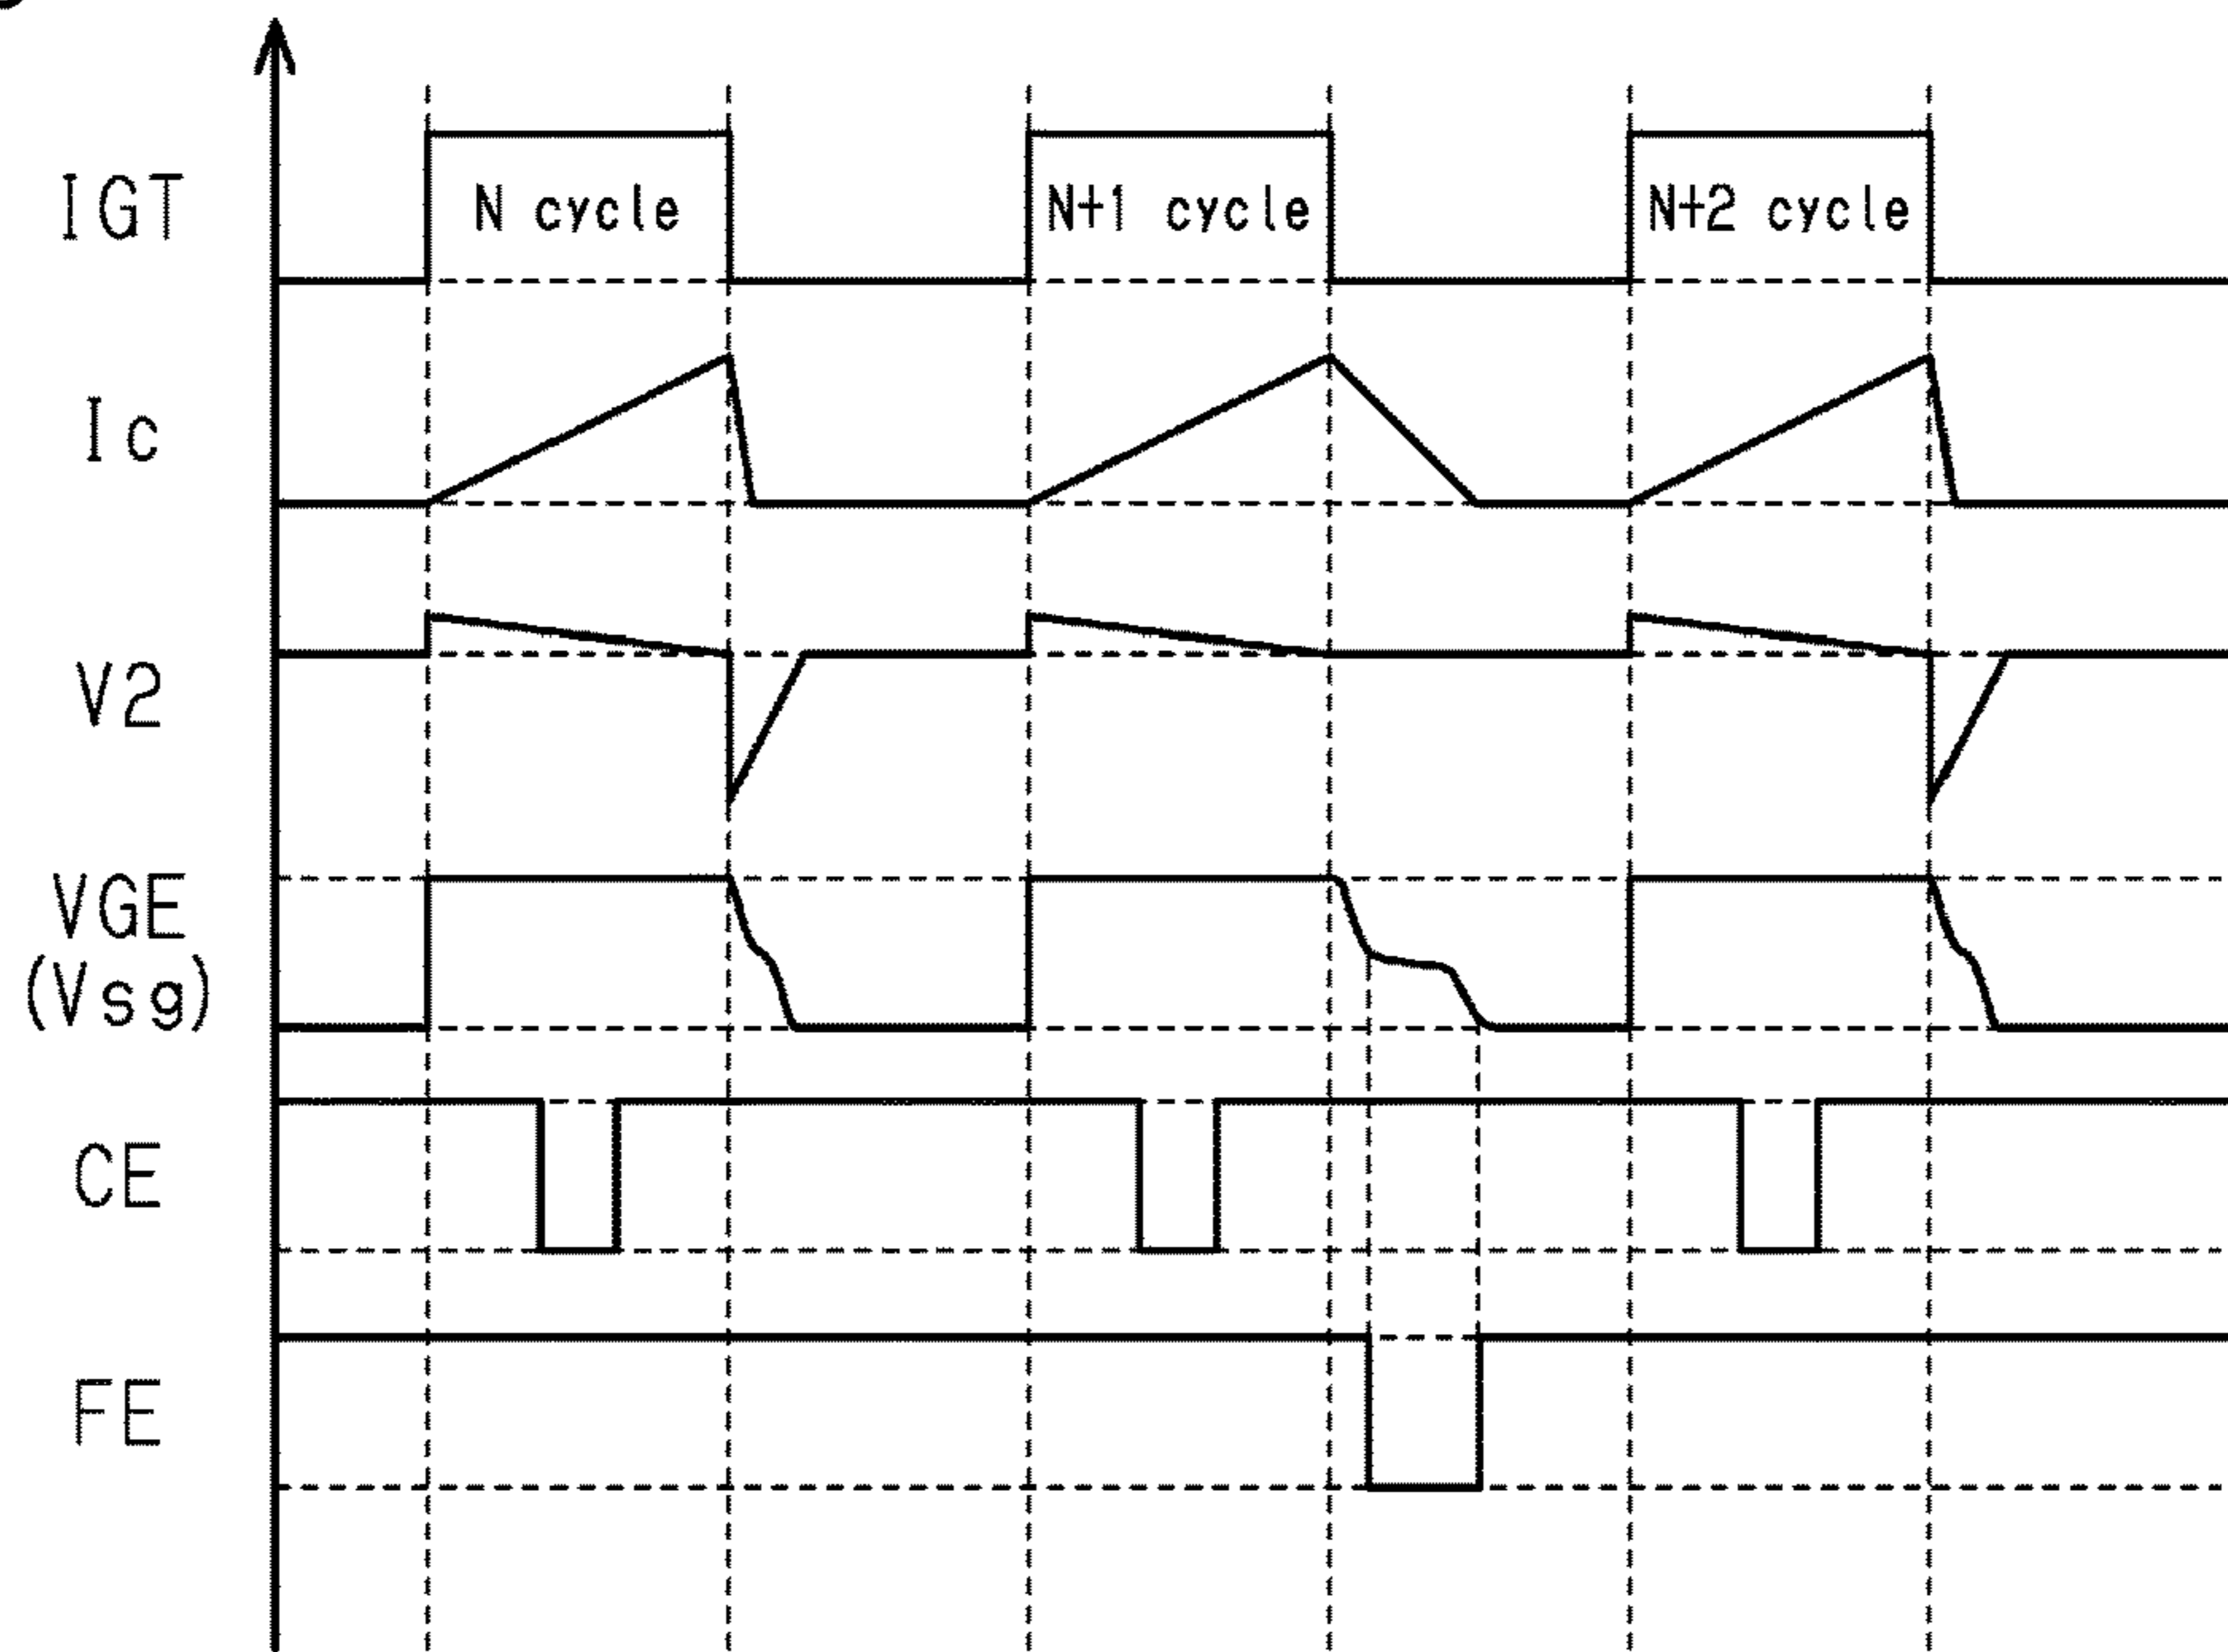 IGT
N cycle
N+1 cycle
N+2 cycle
Ic
V2
VGE
(Vsg)
CE
FE